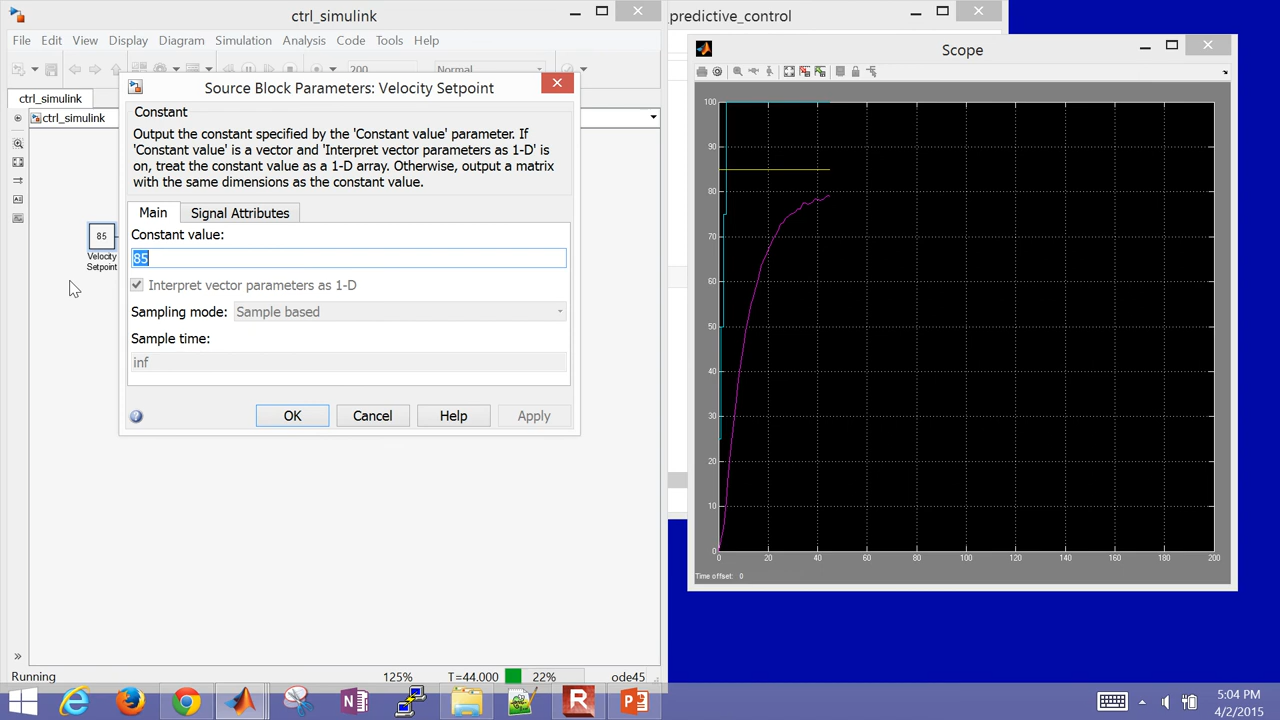 ctrl_simulink
File Edit View Display Diagram Simulation Analysis Code Tools Help
200 Normal
ctrl_simulink
ctrl_simulink
85
Velocity
Setpoint
Source Block Parameters: Velocity Setpoint
Constant
Output the constant specified by the 'Constant value' parameter. If
'Constant value' is a vector and 'Interpret vector parameters as 1-D' is
on, treat the constant value as a 1-D array. Otherwise, output a matrix
with the same dimensions as the constant value.
Main Signal Attributes
Constant value:
85
Interpret vector parameters as 1-D
Sampling mode: Sample based
Sample time:
inf
OK Cancel Help Apply
Running 125% T=44.000 22% ode45
_predictive_control
Scope
100
90
80
70
60
50
40
30
20
10
0
0 20 40 60 80 100 120 140 160 180 200
Time offset: 0
5:04 PM
4/2/2015